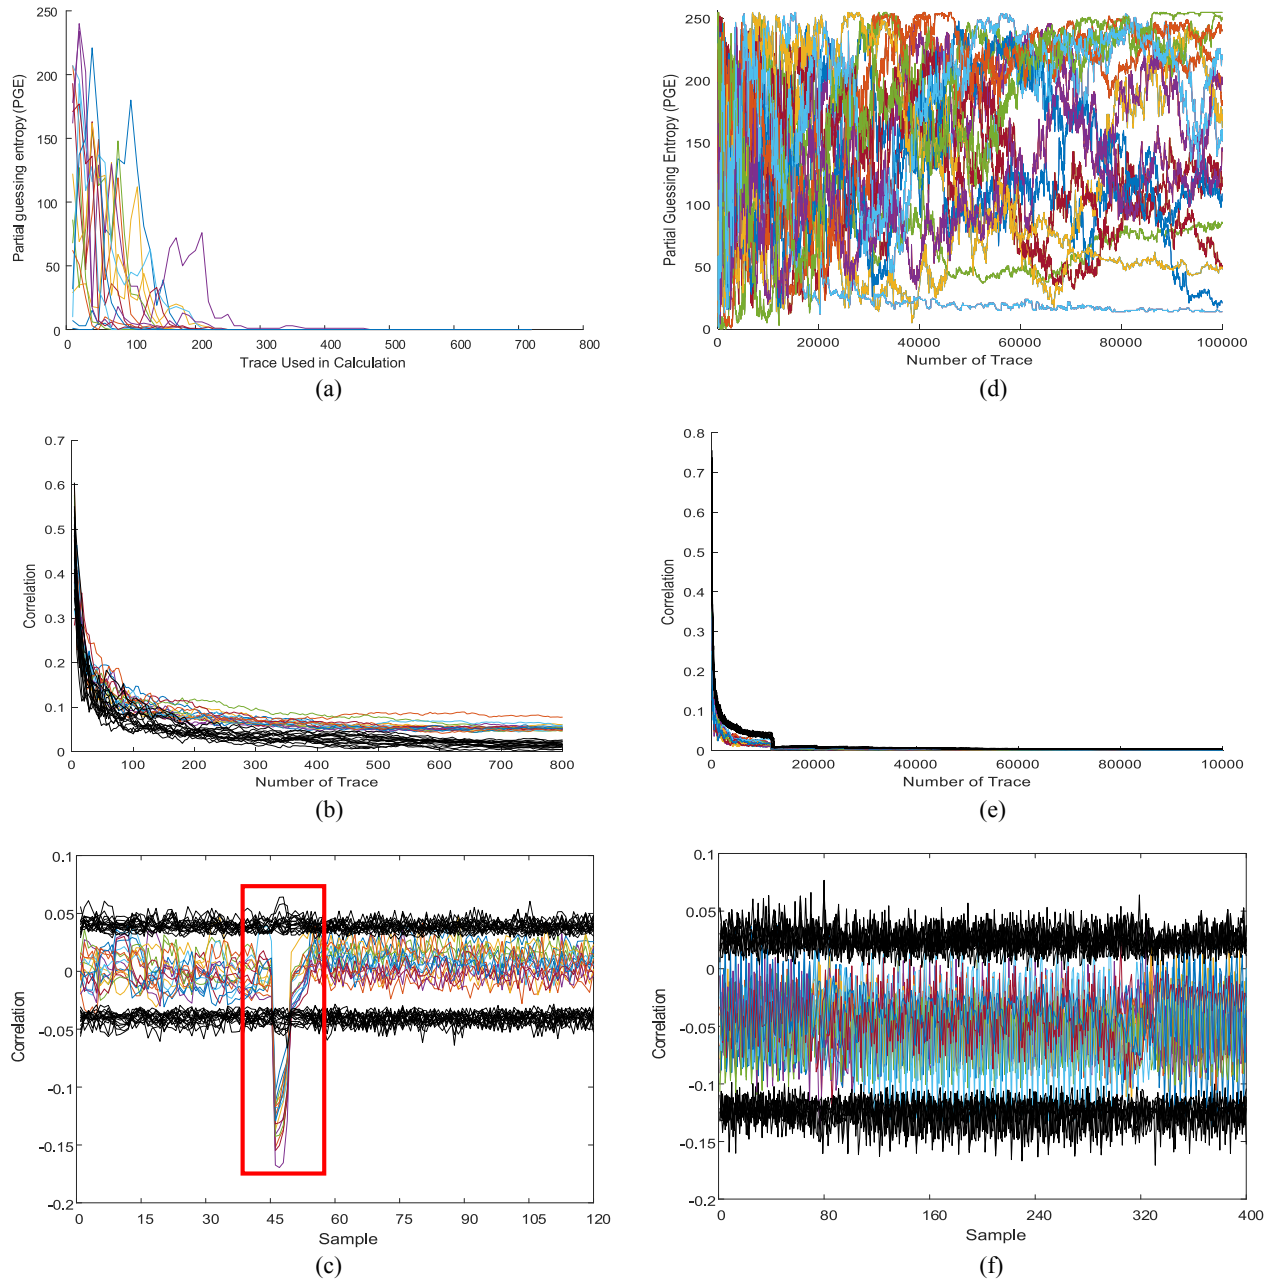 250
200
150
100
50
0
Partial guessing entropy (PGE)
0 100 200 300 400 500 600 700 800
Trace Used in Calculation
(a)
250
200
150
100
50
0
Partial Guessing Entropy (PGE)
0 20000 40000 60000 80000 100000
Number of Trace
(d)
0.7
0.6
0.5
0.4
0.3
0.2
0.1
0
Correlation
0 100 200 300 400 500 600 700 800
Number of Trace
(b)
0.8
0.7
0.6
0.5
0.4
0.3
0.2
0.1
0
Correlation
0 20000 40000 60000 80000 10000
Number of Trace
(e)
0.1
0.05
0
-0.05
-0.1
-0.15
-0.2
Correlation
0 15 30 45 60 75 90 105 120
Sample
(c)
0.1
0.05
0
-0.05
-0.1
-0.15
-0.2
Correlation
0 80 160 240 320 400
Sample
(f)